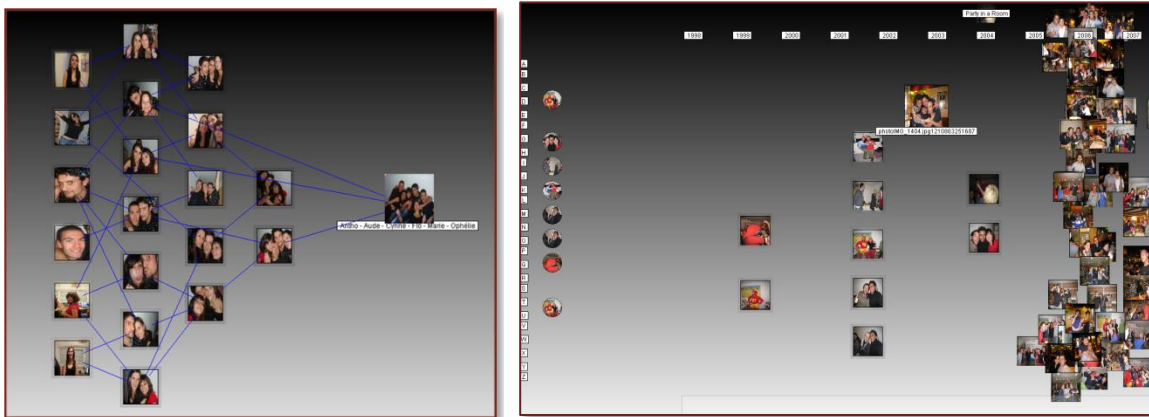 Antho - Aude - Cyrine - Flo - Marie - Ophélie
Party in a Room
1998 1999 2000 2001 2002 2003 2004 2005 2006 2007
A
B
C
D
E
F
G
H
I
J
K
L
M
N
O
P
Q
R
S
T
U
V
W
X
Y
Z